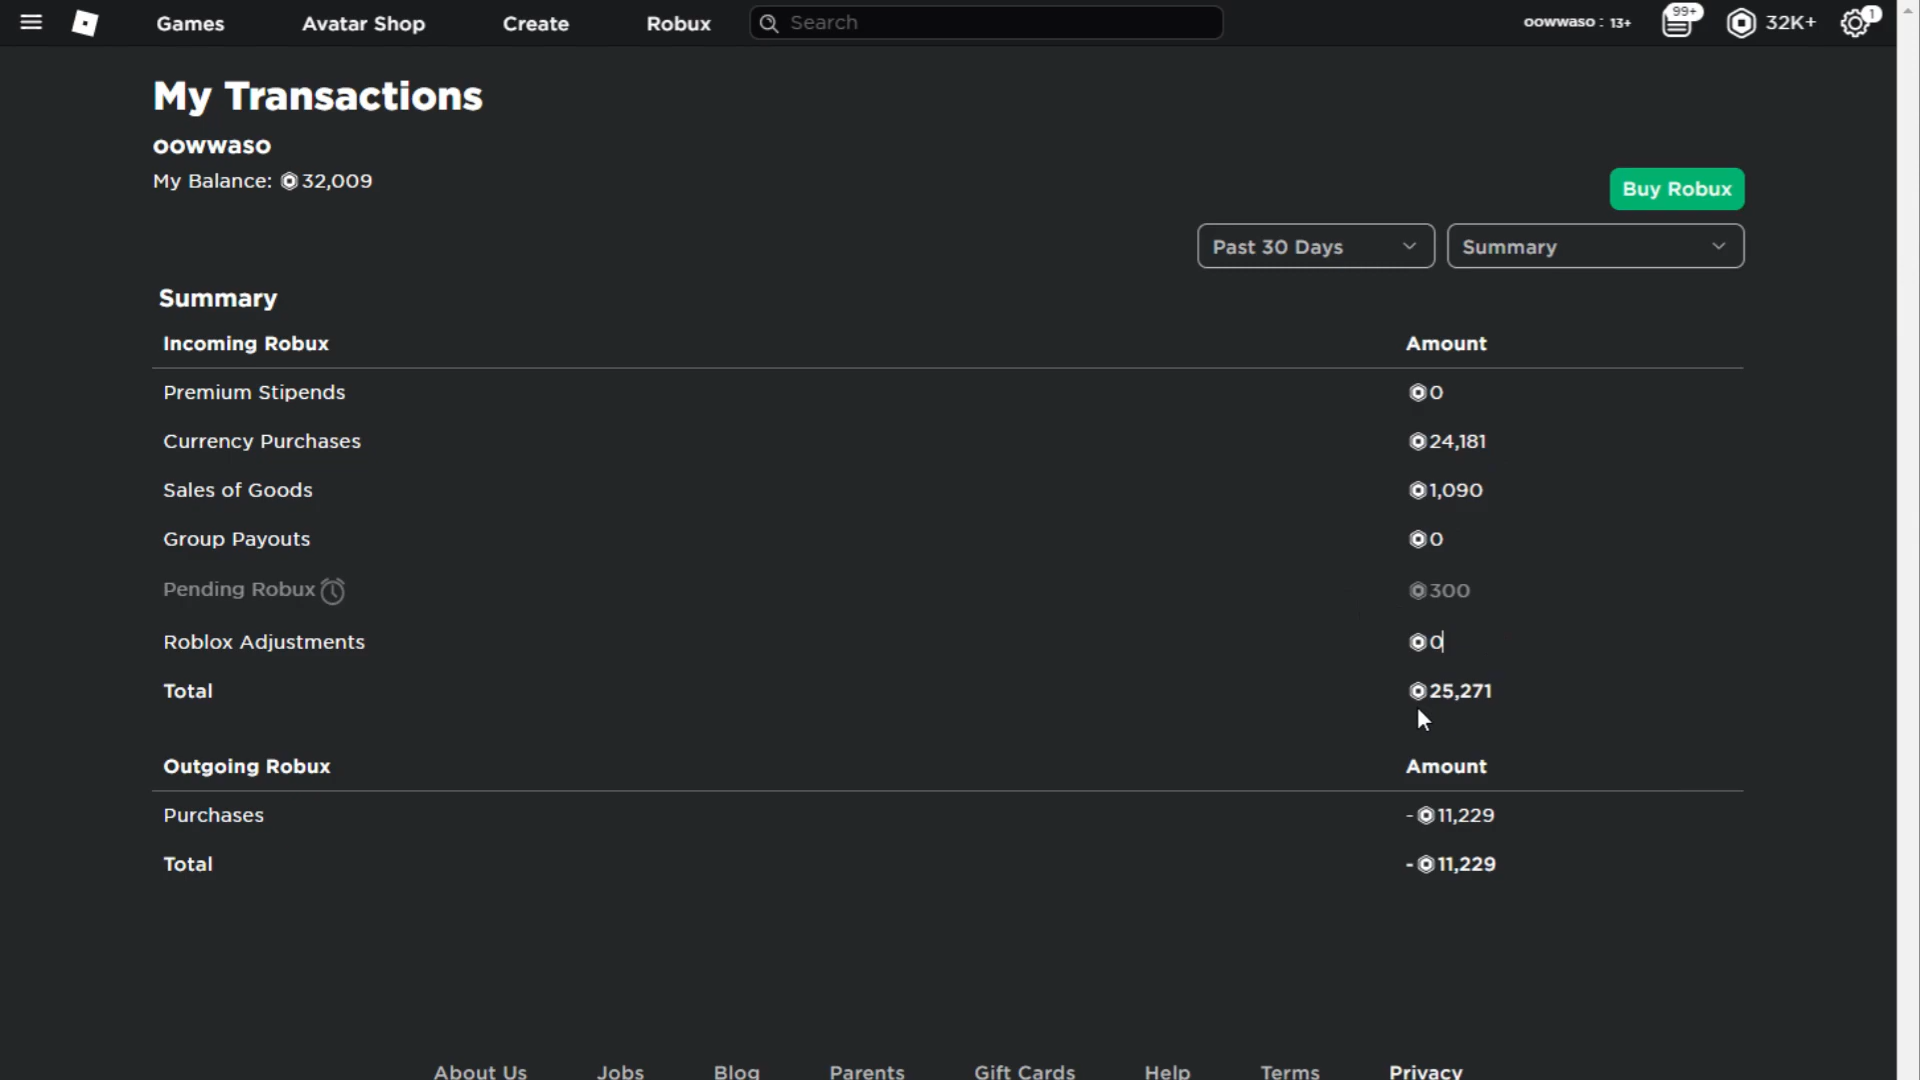 Games Avatar Shop Create Robux Search oowwaso : 13+ 99+ 32K+ 1
My Transactions
oowwaso
My Balance: 32,009
Buy Robux
Past 30 Days Summary
Summary
Incoming Robux Amount
Premium Stipends 0
Currency Purchases 24,181
Sales of Goods 1,090
Group Payouts 0
Pending Robux 300
Roblox Adjustments 0
Total 25,271
Outgoing Robux Amount
Purchases -11,229
Total -11,229
About Us Jobs Blog Parents Gift Cards Help Terms Privacy